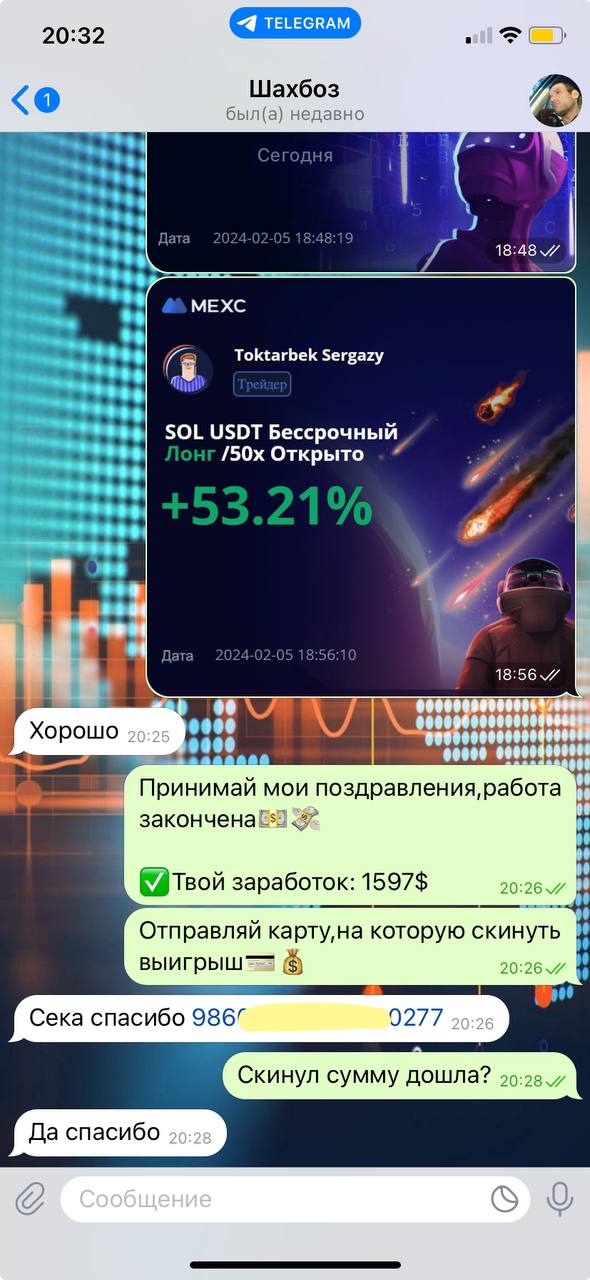 20:32
TELEGRAM
1
Шахбоз
был(а) недавно
Сегодня
Дата 2024-02-05 18:48:19
18:48
MEXC
Toktarbek Sergazy
Трейдер
SOL USDT Бессрочный
Лонг /50x Открыто
+53.21%
Дата 2024-02-05 18:56:10
18:56
Хорошо 20:25
Принимай мои поздравления,работа
закончена💵💸
✅Твой заработок: 1597$ 20:26
Отправляй карту,на которую скинуть
выигрыш💳💰 20:26
Сека спасибо 986 0277 20:26
Скинул сумму дошла? 20:28
Да спасибо 20:28
Сообщение